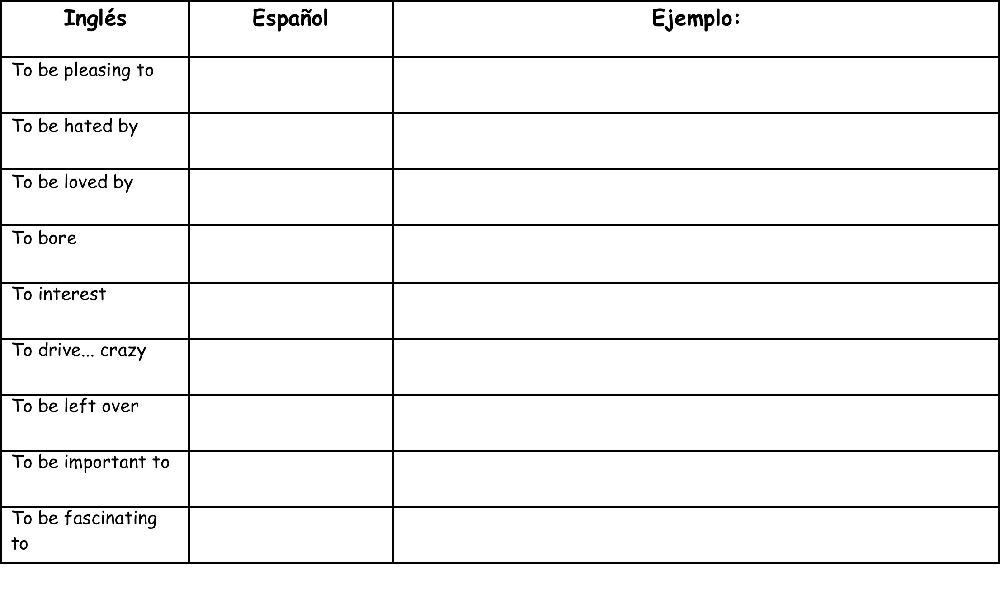 Inglés Español Ejemplo:
To be pleasing to
To be hated by
To be loved by
To bore
To interest
To drive... crazy
To be left over
To be important to
To be fascinating
to